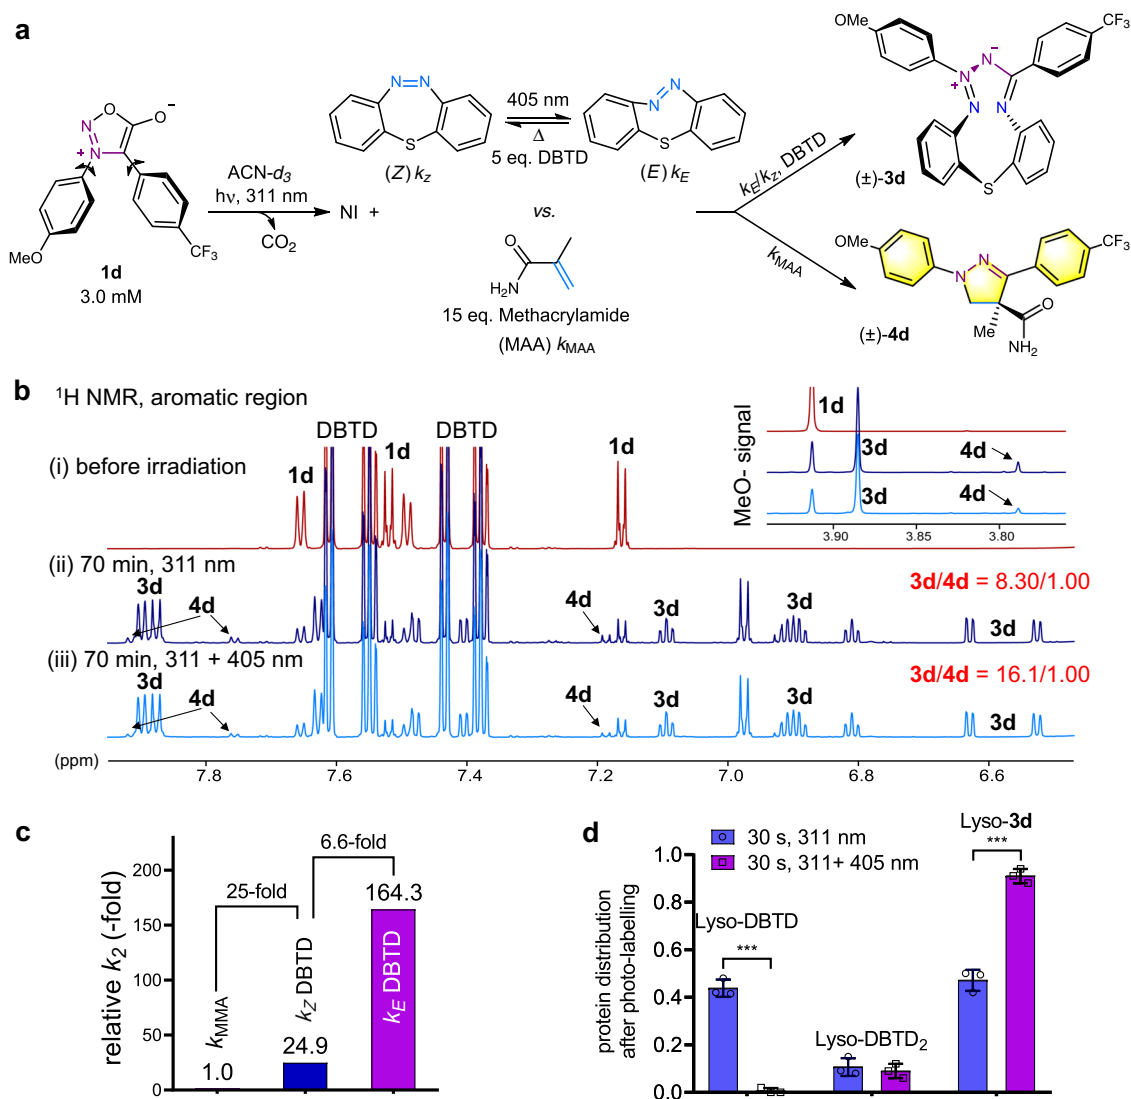 a
OMe
CF3
N
N
+
−
N
N
N
S
(±)-3d
O
O−
N
N
+
MeO
CF3
1d
3.0 mM
ACN-d3
hν, 311 nm
CO2
NI +
N=N
S
(Z) kz
405 nm
Δ
5 eq. DBTD
N=N
S
(E) kE
vs.
O
H2N
15 eq. Methacrylamide
(MAA) kMAA
kE/kZ, DBTD
kMAA
OMe
CF3
N
N
O
Me
NH2
(±)-4d
b
1H NMR, aromatic region
(i) before irradiation
1d
DBTD
1d
DBTD
1d
MeO- signal
1d
3d
4d
3d
4d
3.90
3.85
3.80
(ii) 70 min, 311 nm
3d
4d
4d
3d
3d
3d
3d/4d = 8.30/1.00
(iii) 70 min, 311 + 405 nm
3d
4d
4d
3d
3d
3d
3d/4d = 16.1/1.00
(ppm)
7.8
7.6
7.4
7.2
7.0
6.8
6.6
c
relative k2 (-fold)
200
150
100
50
0
25-fold
6.6-fold
kMMA
1.0
kZ DBTD
24.9
kE DBTD
164.3
d
30 s, 311 nm
30 s, 311+ 405 nm
protein distribution
after photo-labelling
1.0
0.8
0.6
0.4
0.2
0.0
Lyso-DBTD
***
Lyso-DBTD2
Lyso-3d
***